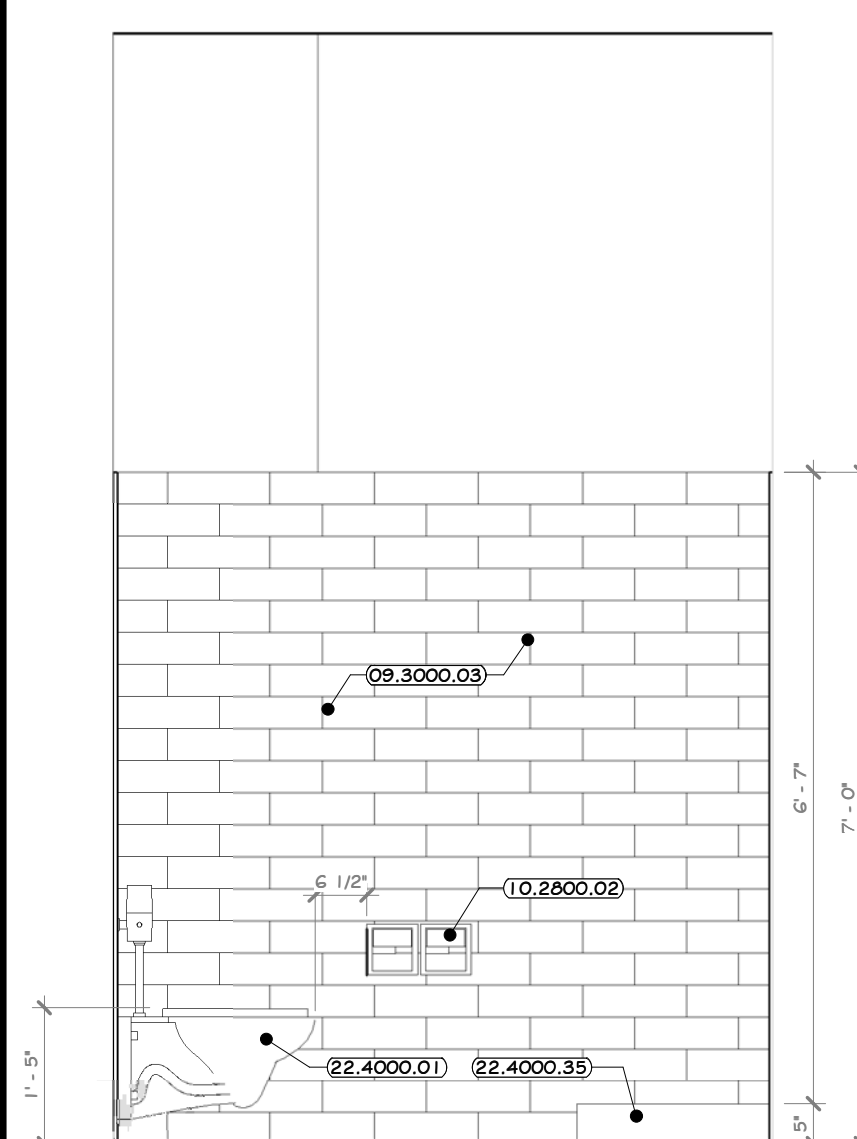 09.3000.03
6' - 7"
7' - 0"
6 1/2"
10.2800.02
22.4000.01
22.4000.35
1' - 5"
5"